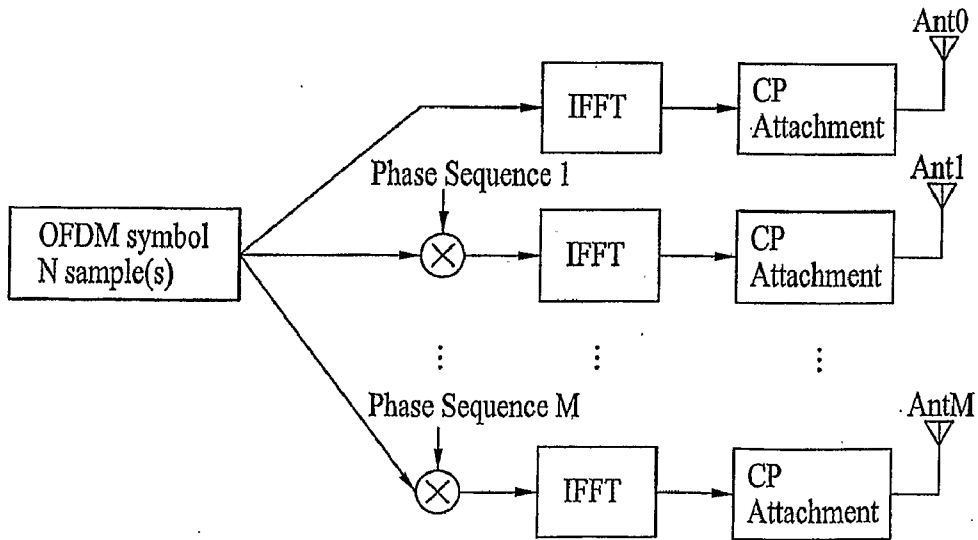 Ant0
IFFT
CP
Attachment
Phase Sequence 1
Ant1
OFDM symbol
N sample(s)
IFFT
CP
Attachment
Phase Sequence M
AntM
IFFT
CP
Attachment